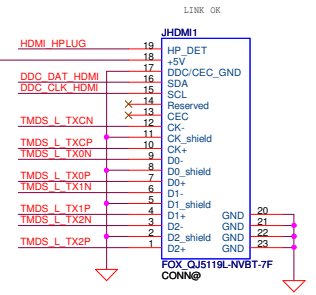 LINK OK
JHDMI1
HDMI_HPLUG 19 HP_DET
18 +5V
17 DDC/CEC_GND
DDC_DAT_HDMI 16 SDA
DDC_CLK_HDMI 15 SCL
14 Reserved
13 CEC
TMDS_L_TXCN 12 CK-
11 CK_shield
TMDS_L_TXCP 10 CK+
TMDS_L_TX0N 9 D0-
8 D0_shield
TMDS_L_TX0P 7 D0+
TMDS_L_TX1N 6 D1-
5 D1_shield
TMDS_L_TX1P 4 D1+ GND 20
TMDS_L_TX2N 3 D2- GND 21
2 D2_shield GND 22
TMDS_L_TX2P 1 D2+ GND 23
FOX_QJ5119L-NVBT-7F
CONN@